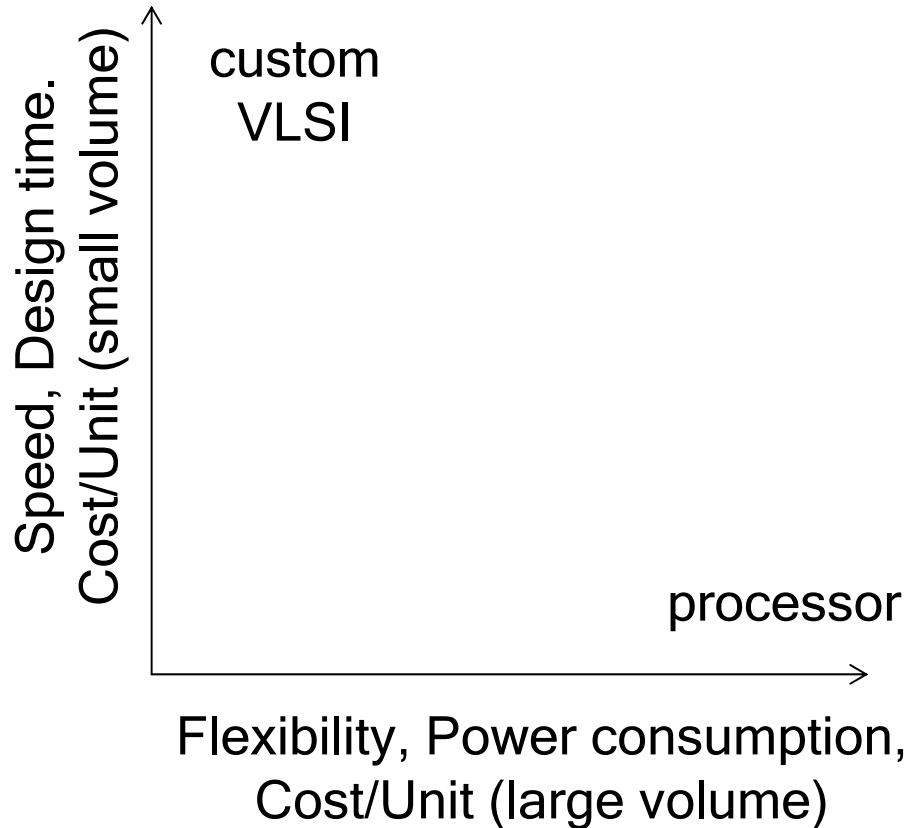 custom
VLSI
Speed, Design time.
Cost/Unit (small volume)
processor
Flexibility, Power consumption,
Cost/Unit (large volume)